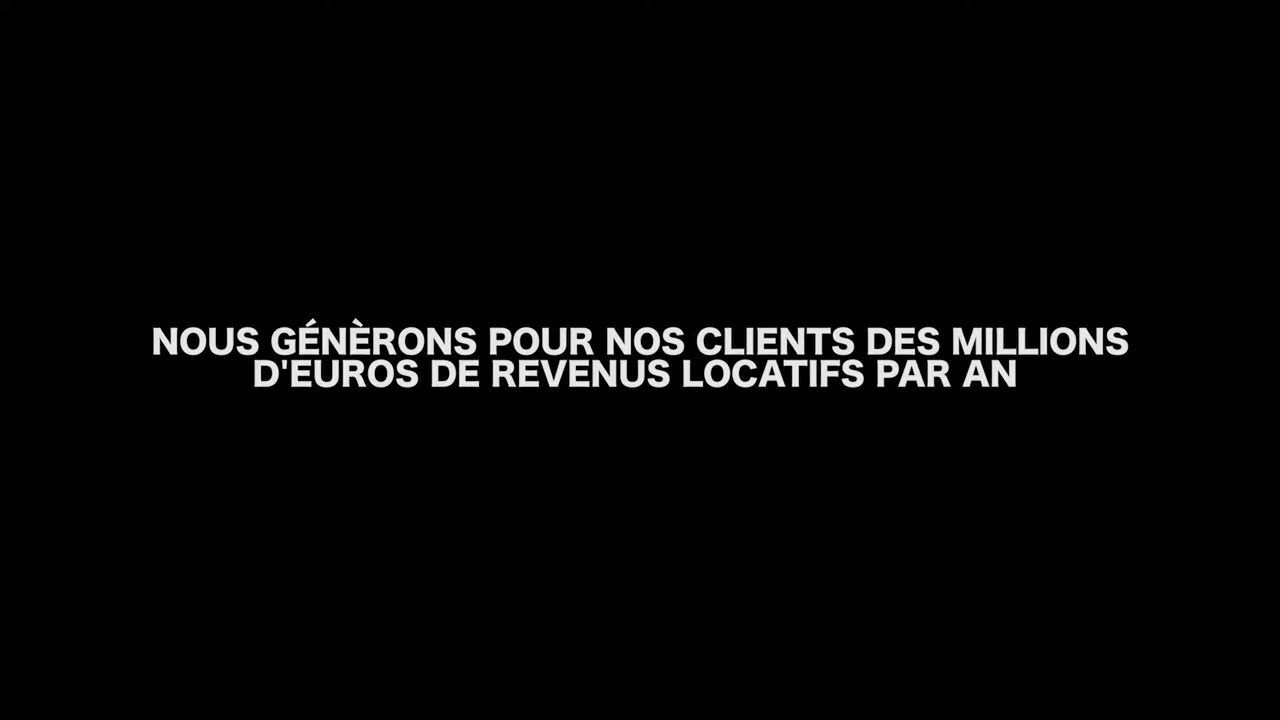 NOUS GÉNÈRONS POUR NOS CLIENTS DES MILLIONS
D'EUROS DE REVENUS LOCATIFS PAR AN